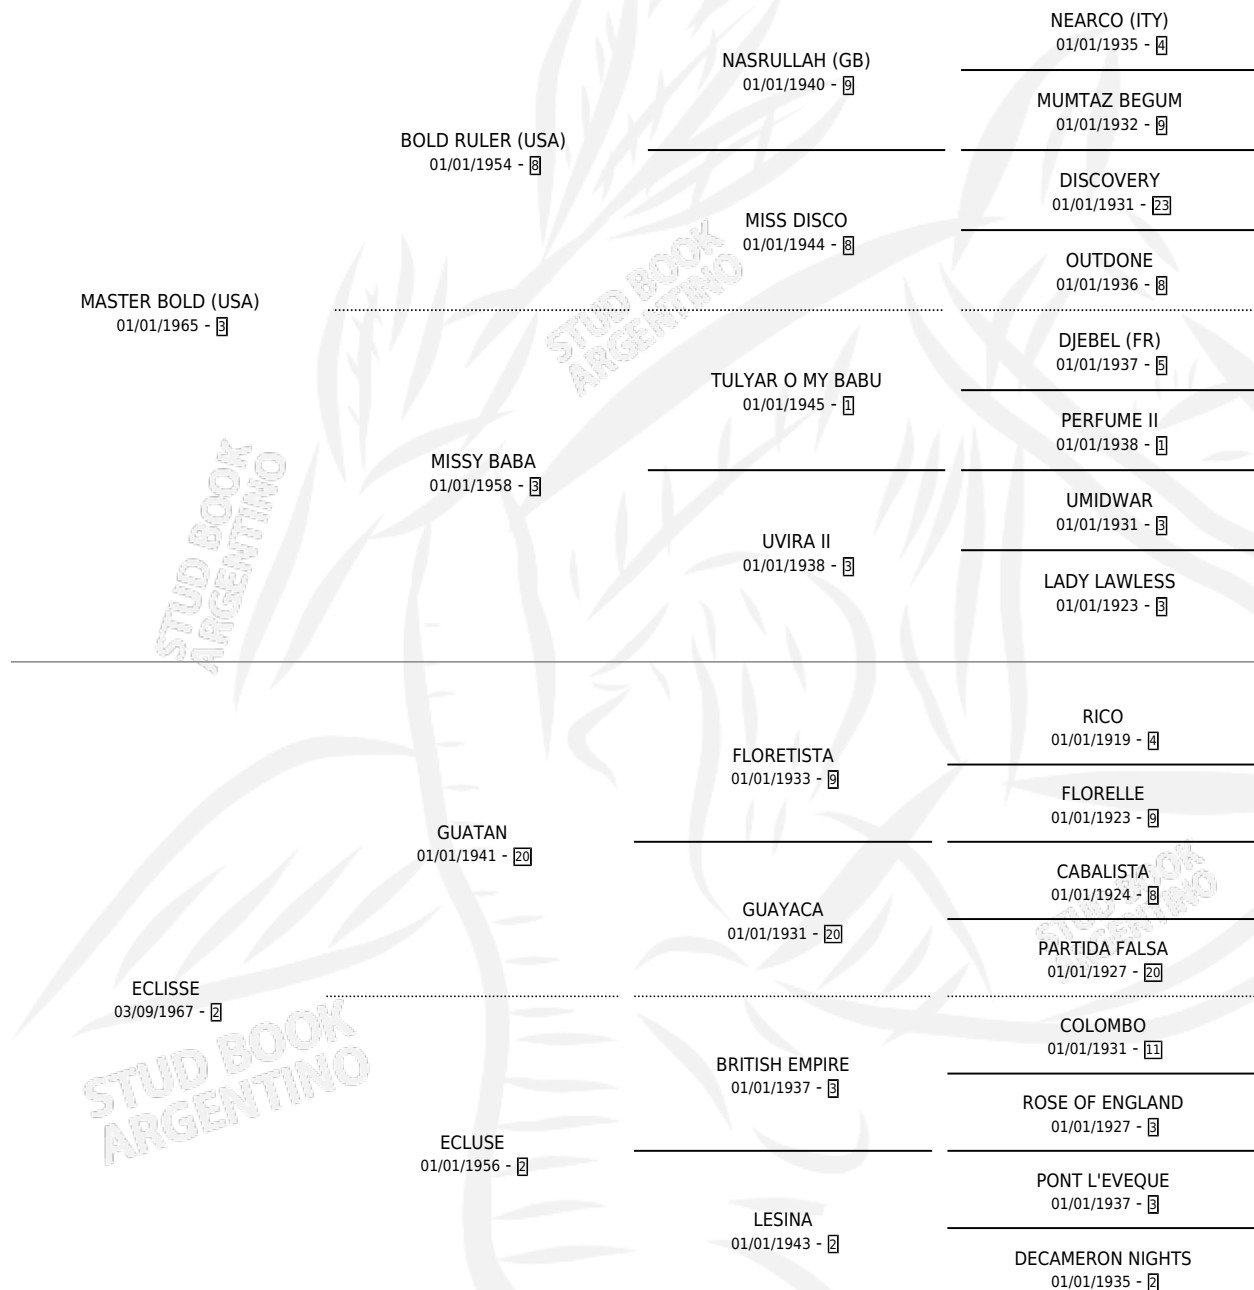 NEARCO (ITY)
01/01/1935 - 4
NASRULLAH (GB)
01/01/1940 - 9
MUMTAZ BEGUM
01/01/1932 - 9
BOLD RULER (USA)
01/01/1954 - 8
DISCOVERY
01/01/1931 - 23
MISS DISCO
01/01/1944 - 8
OUTDONE
01/01/1936 - 8
MASTER BOLD (USA)
01/01/1965 - 3
STUD BOOK
ARGENTINO
DJEBEL (FR)
01/01/1937 - 5
TULYAR O MY BABU
01/01/1945 - 1
PERFUME II
01/01/1938 - 1
MISSY BABA
01/01/1958 - 3
UMIDWAR
01/01/1931 - 3
UVIRA II
01/01/1938 - 3
LADY LAWLESS
01/01/1923 - 3
STUD BOOK
ARGENTINO
RICO
01/01/1919 - 4
FLORETISTA
01/01/1933 - 9
FLORELLE
01/01/1923 - 9
GUATAN
01/01/1941 - 20
CABALISTA
01/01/1924 - 8
GUAYACA
01/01/1931 - 20
PARTIDA FALSA
01/01/1927 - 20
STUD BOOK
ARGENTINO
ECLISSE
03/09/1967 - 2
COLOMBO
01/01/1931 - 11
BRITISH EMPIRE
01/01/1937 - 3
ROSE OF ENGLAND
01/01/1927 - 3
STUD BOOK
ARGENTINO
ECLUSE
01/01/1956 - 2
PONT L'EVEQUE
01/01/1937 - 3
LESINA
01/01/1943 - 2
DECAMERON NIGHTS
01/01/1935 - 2